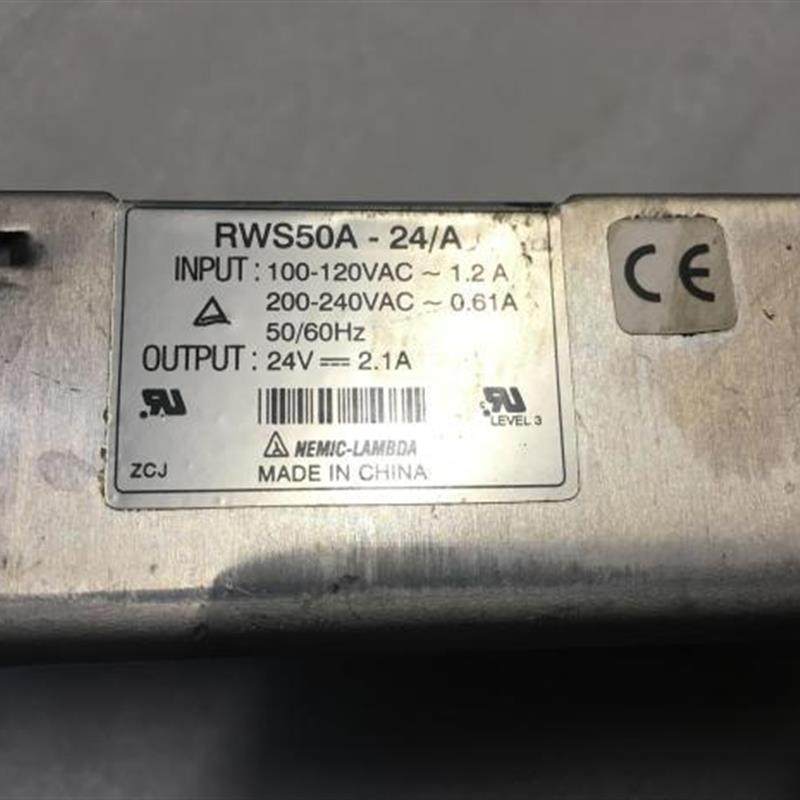 RWS50A - 24/A
INPUT : 100-120VAC ~ 1.2 A
200-240VAC ~ 0.61A
50/60Hz
OUTPUT : 24V ⎓ 2.1A
LEVEL 3
NEMIC-LAMBDA
ZCJ
MADE IN CHINA
CE